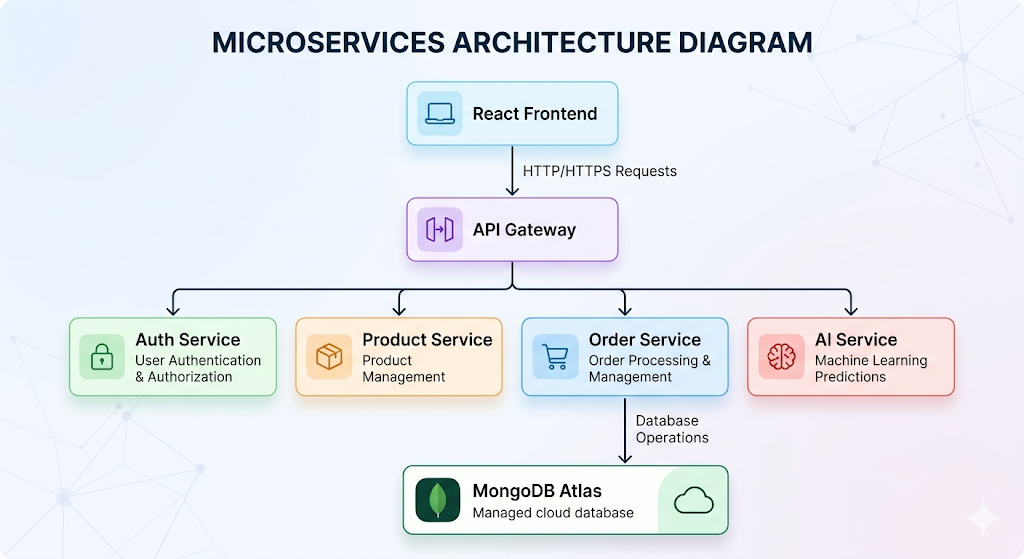 MICROSERVICES ARCHITECTURE DIAGRAM
React Frontend
HTTP/HTTPS Requests
API Gateway
Auth Service
User Authentication
& Authorization
Product Service
Product
Management
Order Service
Order Processing &
Management
AI Service
Machine Learning
Predictions
Database
Operations
MongoDB Atlas
Managed cloud database